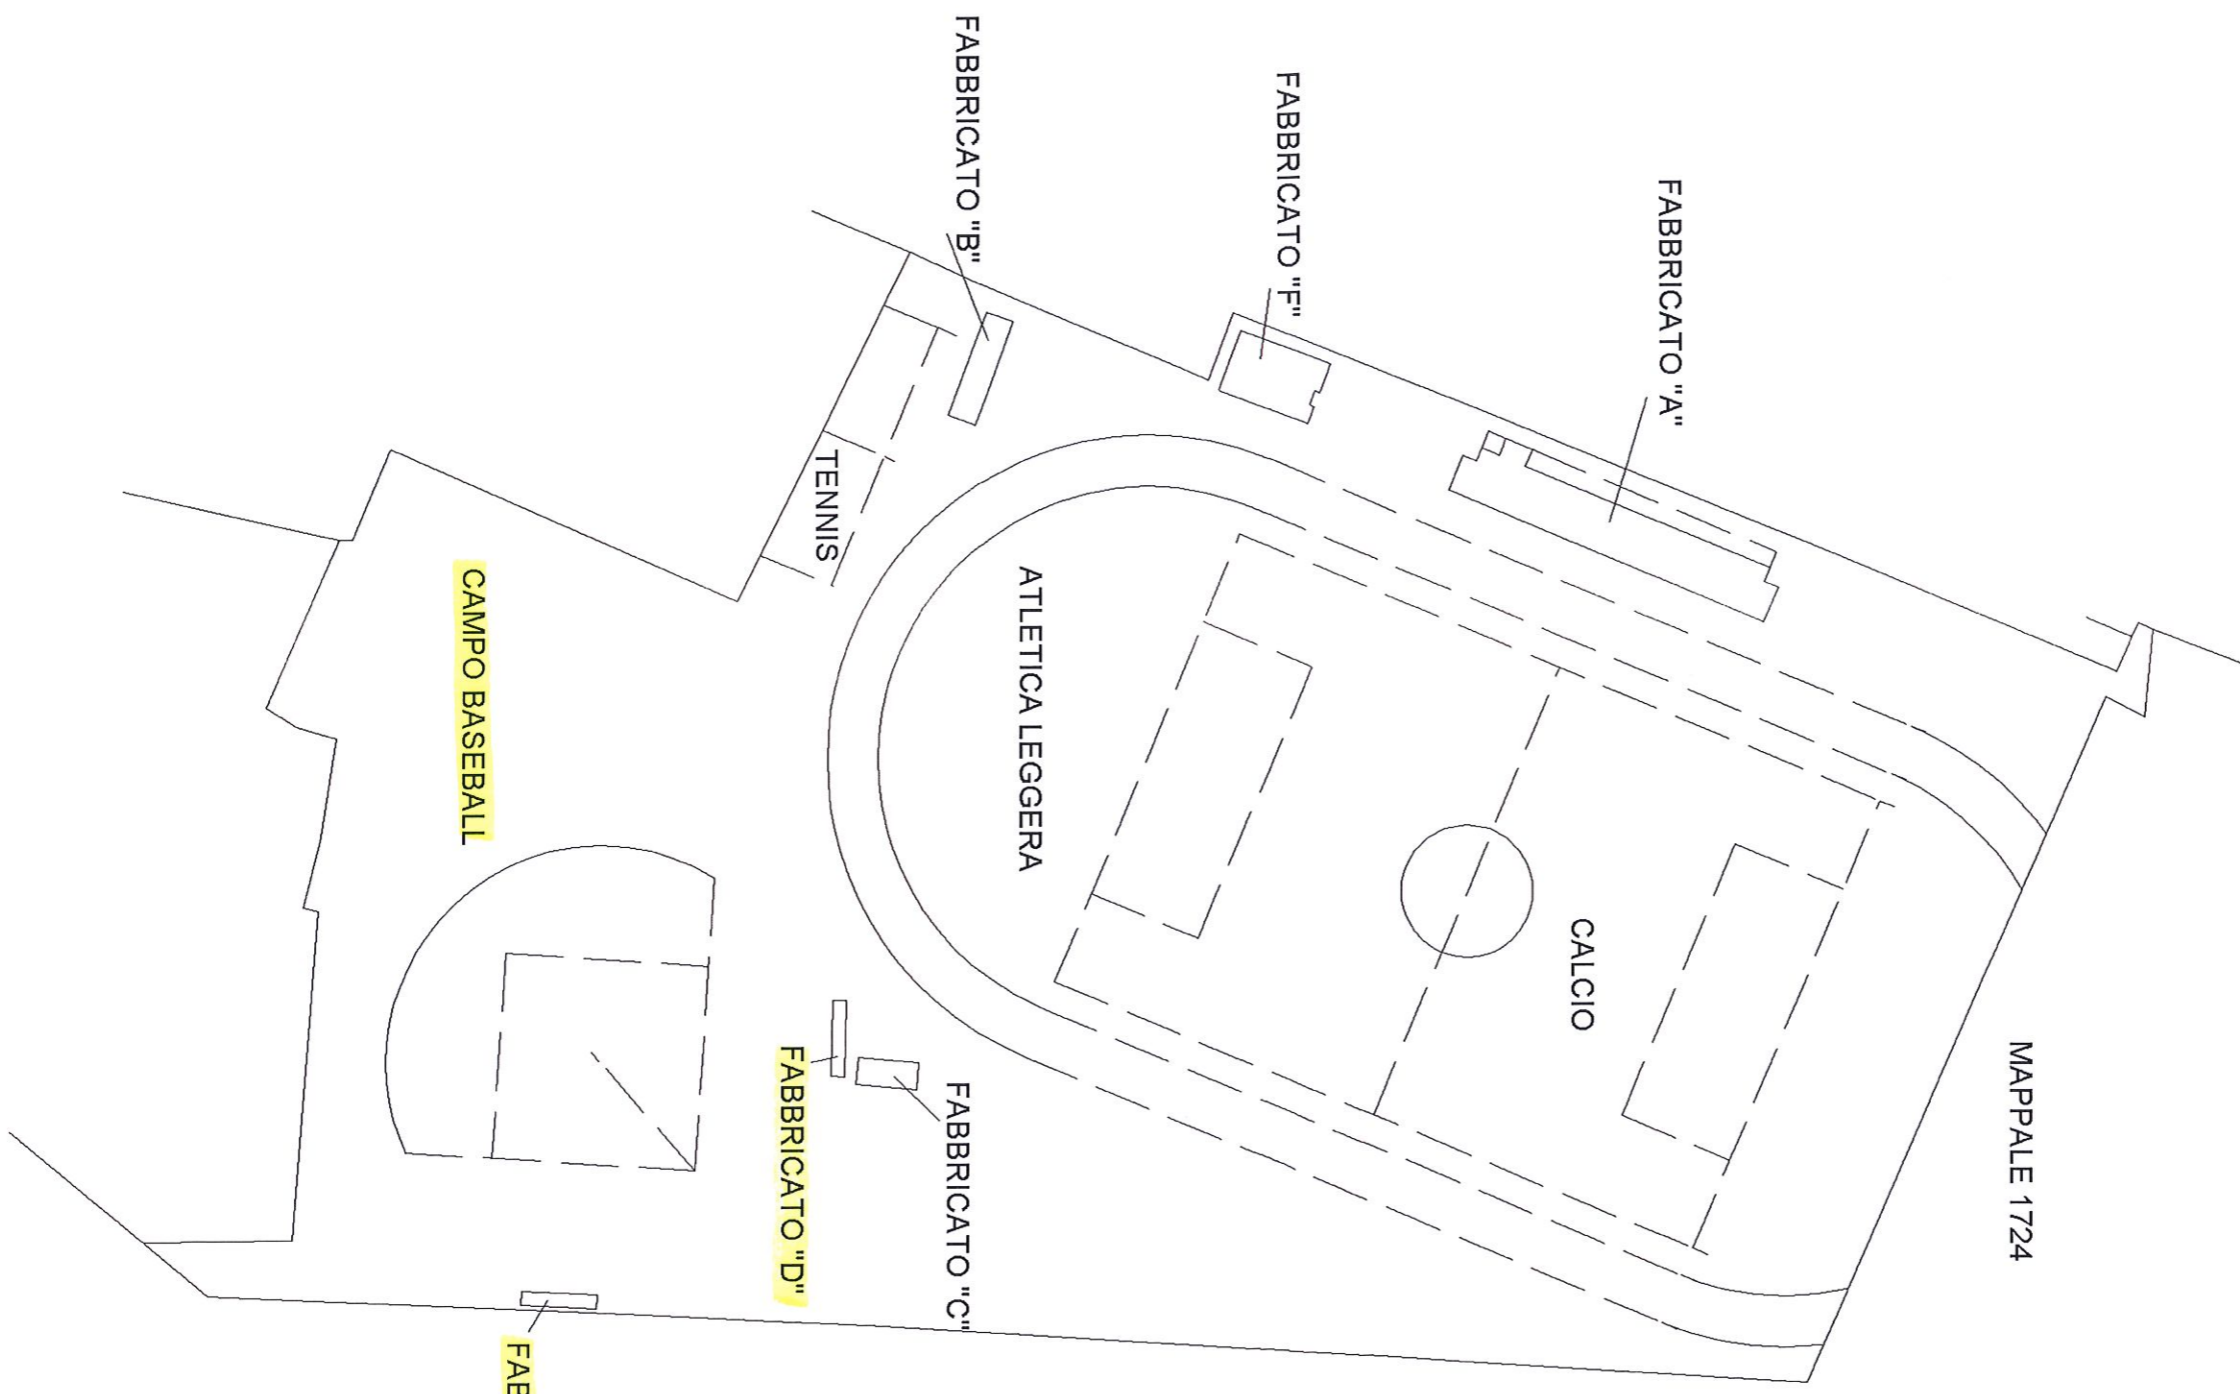 FABBRICATO "B"
FABBRICATO "F"
FABBRICATO "A"
TENNIS
ATLETICA LEGGERA
CAMPO BASEBALL
CALCIO
MAPPALE 1724
FABBRICATO "D"
FABBRICATO "C"